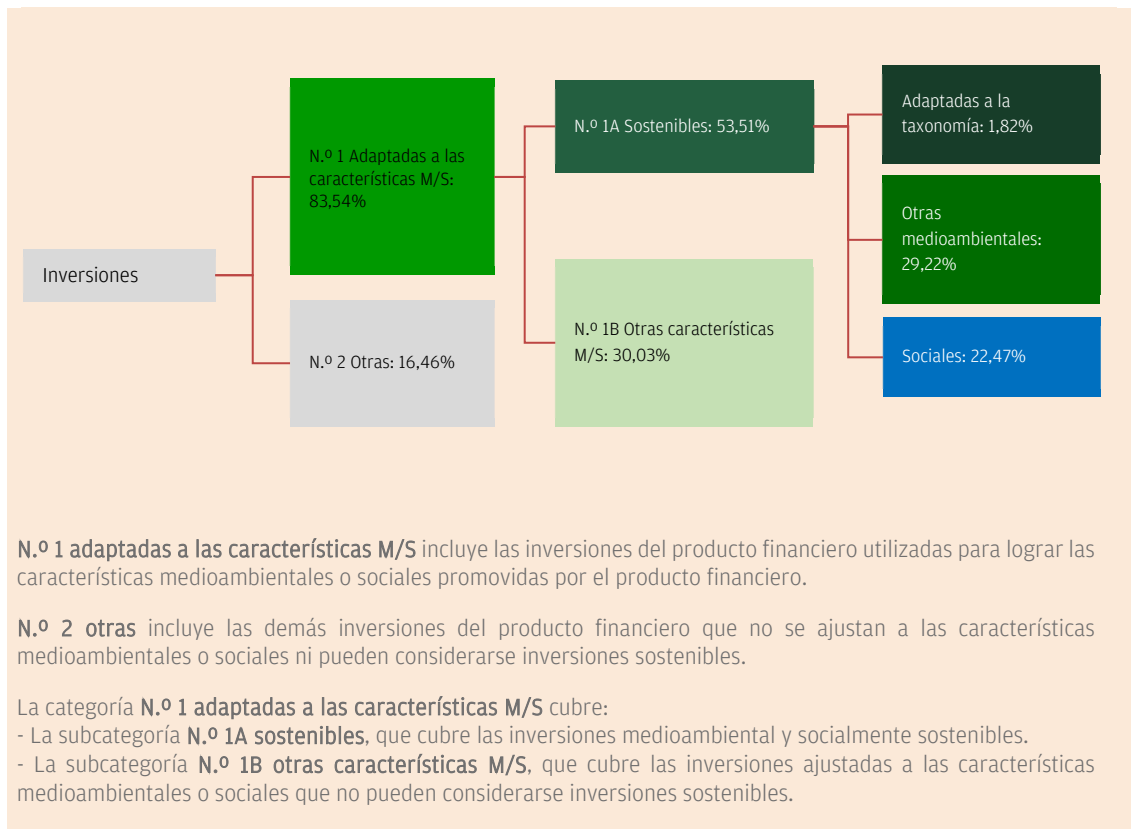 Inversiones
N.º 1 Adaptadas a las
características M/S:
83,54%
N.º 2 Otras: 16,46%
N.º 1A Sostenibles: 53,51%
N.º 1B Otras características
M/S: 30,03%
Adaptadas a la
taxonomía: 1,82%
Otras
medioambientales:
29,22%
Sociales: 22,47%
N.º 1 adaptadas a las características M/S incluye las inversiones del producto financiero utilizadas para lograr las
características medioambientales o sociales promovidas por el producto financiero.
N.º 2 otras incluye las demás inversiones del producto financiero que no se ajustan a las características
medioambientales o sociales ni pueden considerarse inversiones sostenibles.
La categoría N.º 1 adaptadas a las características M/S cubre:
- La subcategoría N.º 1A sostenibles, que cubre las inversiones medioambiental y socialmente sostenibles.
- La subcategoría N.º 1B otras características M/S, que cubre las inversiones ajustadas a las características
medioambientales o sociales que no pueden considerarse inversiones sostenibles.